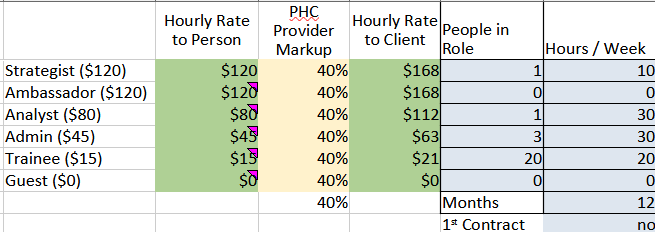 Hourly Rate to Person PHC Provider Markup Hourly Rate to Client People in Role Hours / Week
Strategist ($120) $120 40% $168 1 10
Ambassador ($120) $120 40% $168 0 0
Analyst ($80) $80 40% $112 1 30
Admin ($45) $45 40% $63 3 30
Trainee ($15) $15 40% $21 20 20
Guest ($0) $0 40% $0 0 0
40% Months 12
1st Contract no